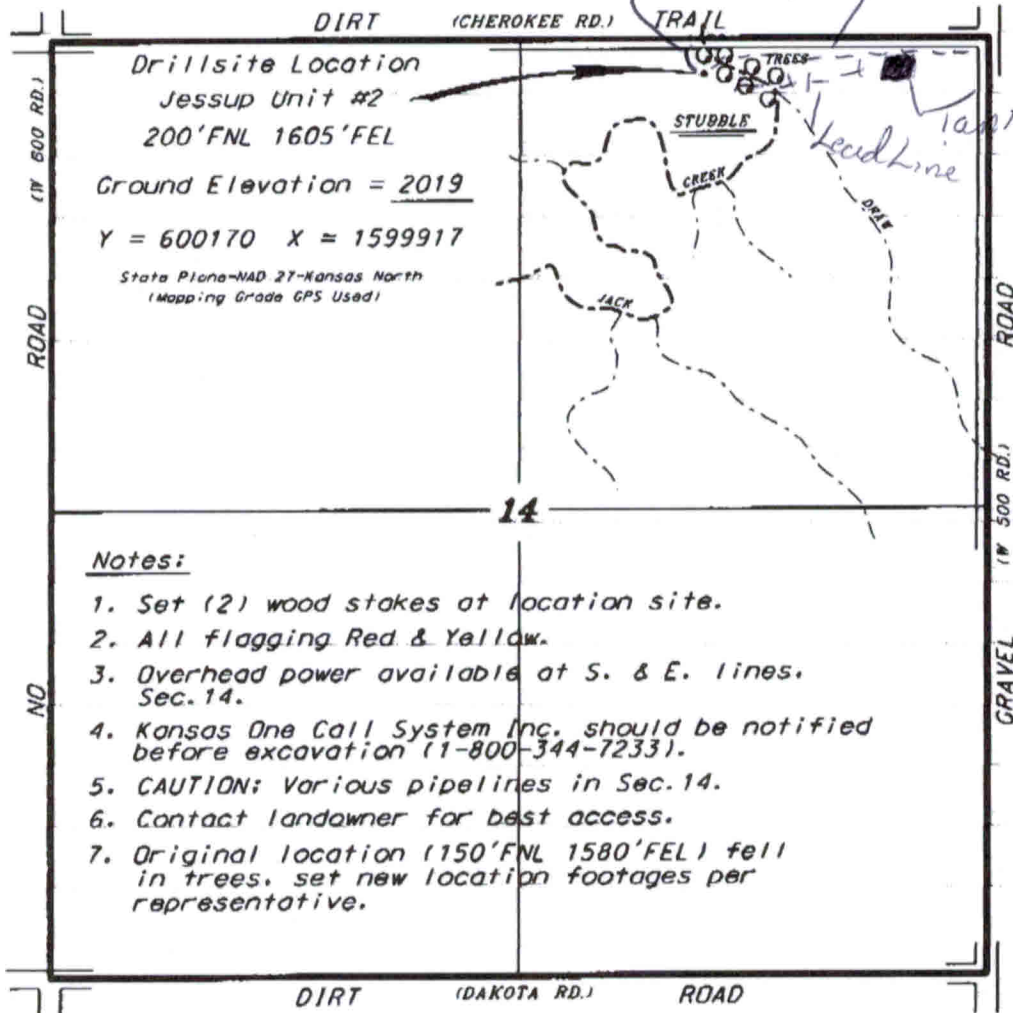 DIRT (CHEROKEE RD.) TRAIL
Drillsite Location
Jessup Unit #2
200'FNL 1605'FEL
Ground Elevation = 2019
Y = 600170 X = 1599917
State Plane-NAD 27-Kansas North
(Mapping Grade GPS Used)
TREES
STUBBLE
Lead Line
CREEK
DRAW
JACK
(W 600 RD.)
ROAD
NO
ROAD
(W 500 RD.)
GRAVEL
14
Notes:
1. Set (2) wood stakes at location site.
2. All flagging Red & Yellow.
3. Overhead power available at S. & E. lines.
Sec. 14.
4. Kansas One Call System Inc. should be notified
before excavation (1-800-344-7233).
5. CAUTION: Various pipelines in Sec. 14.
6. Contact landowner for best access.
7. Original location (150'FNL 1580'FEL) fell
in trees. set new location footages per
representative.
DIRT (DAKOTA RD.) ROAD